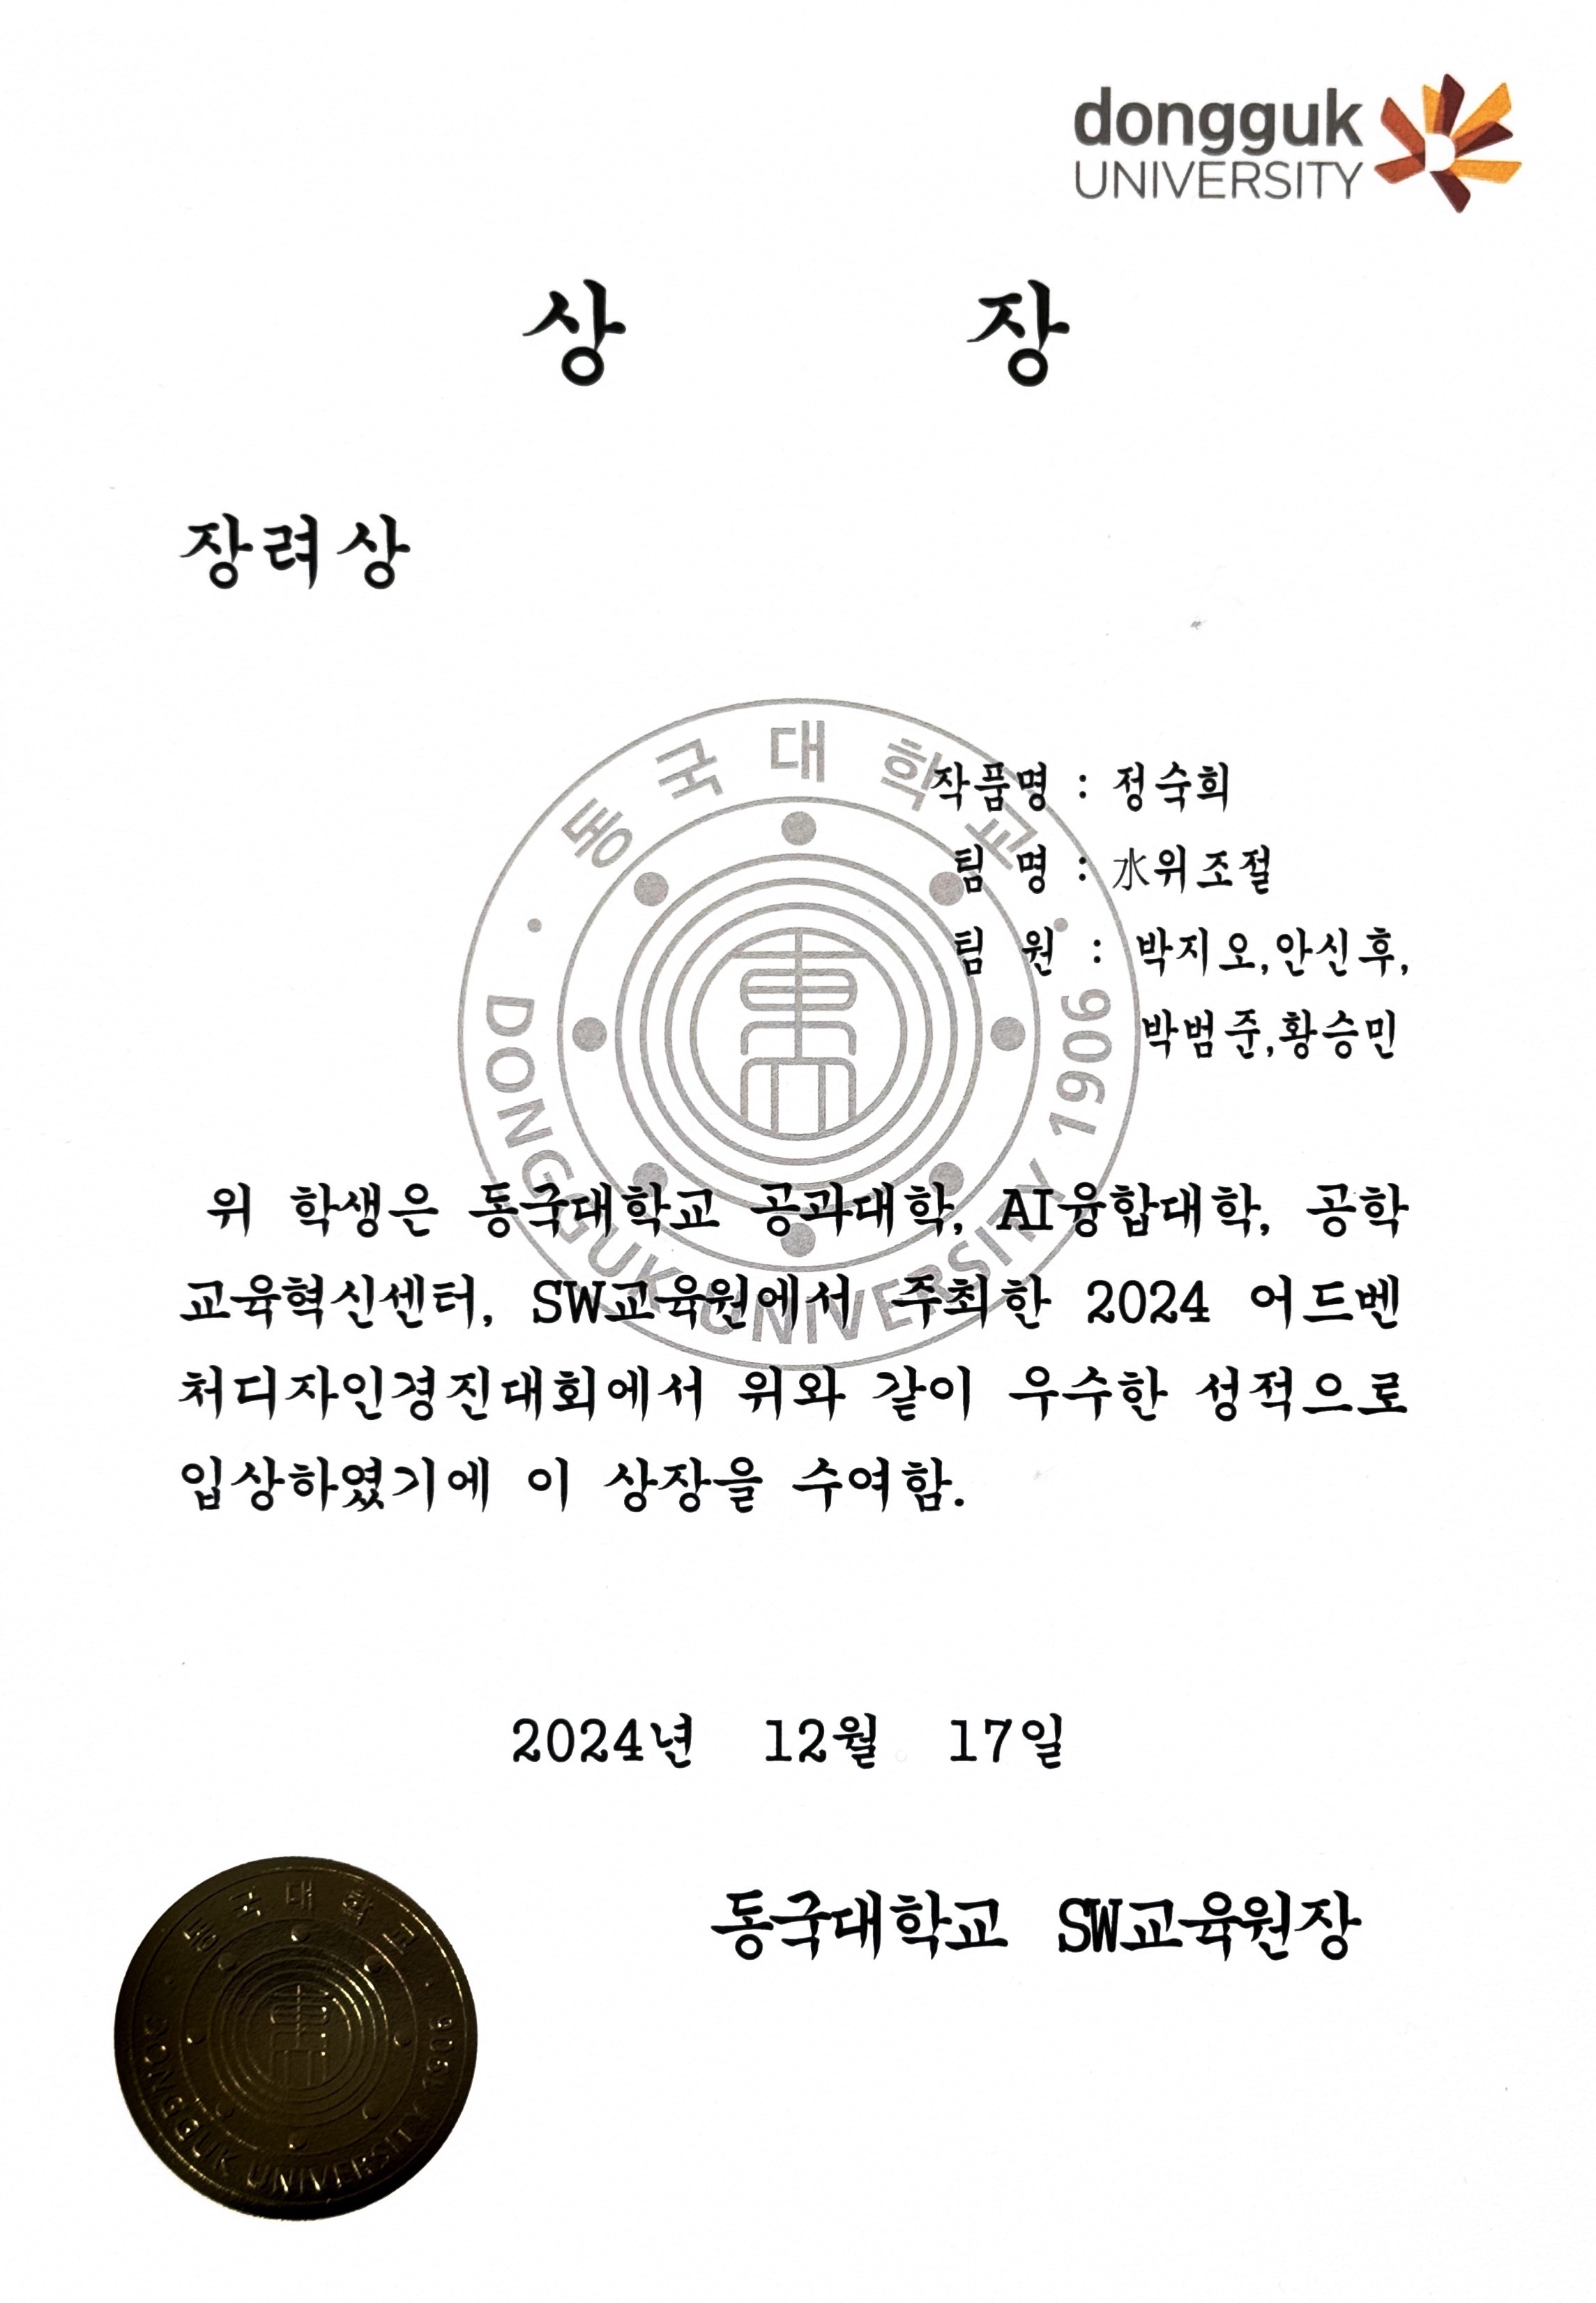 dongguk
UNIVERSITY
상 장
장려상
동국대학교
DONGGUK UNIVERSITY 1906
작품명 : 정숙희
팀 명 : 水위조절
팀 원 : 박지오,안신후,
박범준,황승민
위 학생은 동국대학교 공과대학, AI융합대학, 공학
교육혁신센터, SW교육원에서 주최한 2024 어드벤
처디자인경진대회에서 위와 같이 우수한 성적으로
입상하였기에 이 상장을 수여함.
2024년 12월 17일
동국대학교 SW교육원장
동국대학교
DONGGUK UNIVERSITY 1906